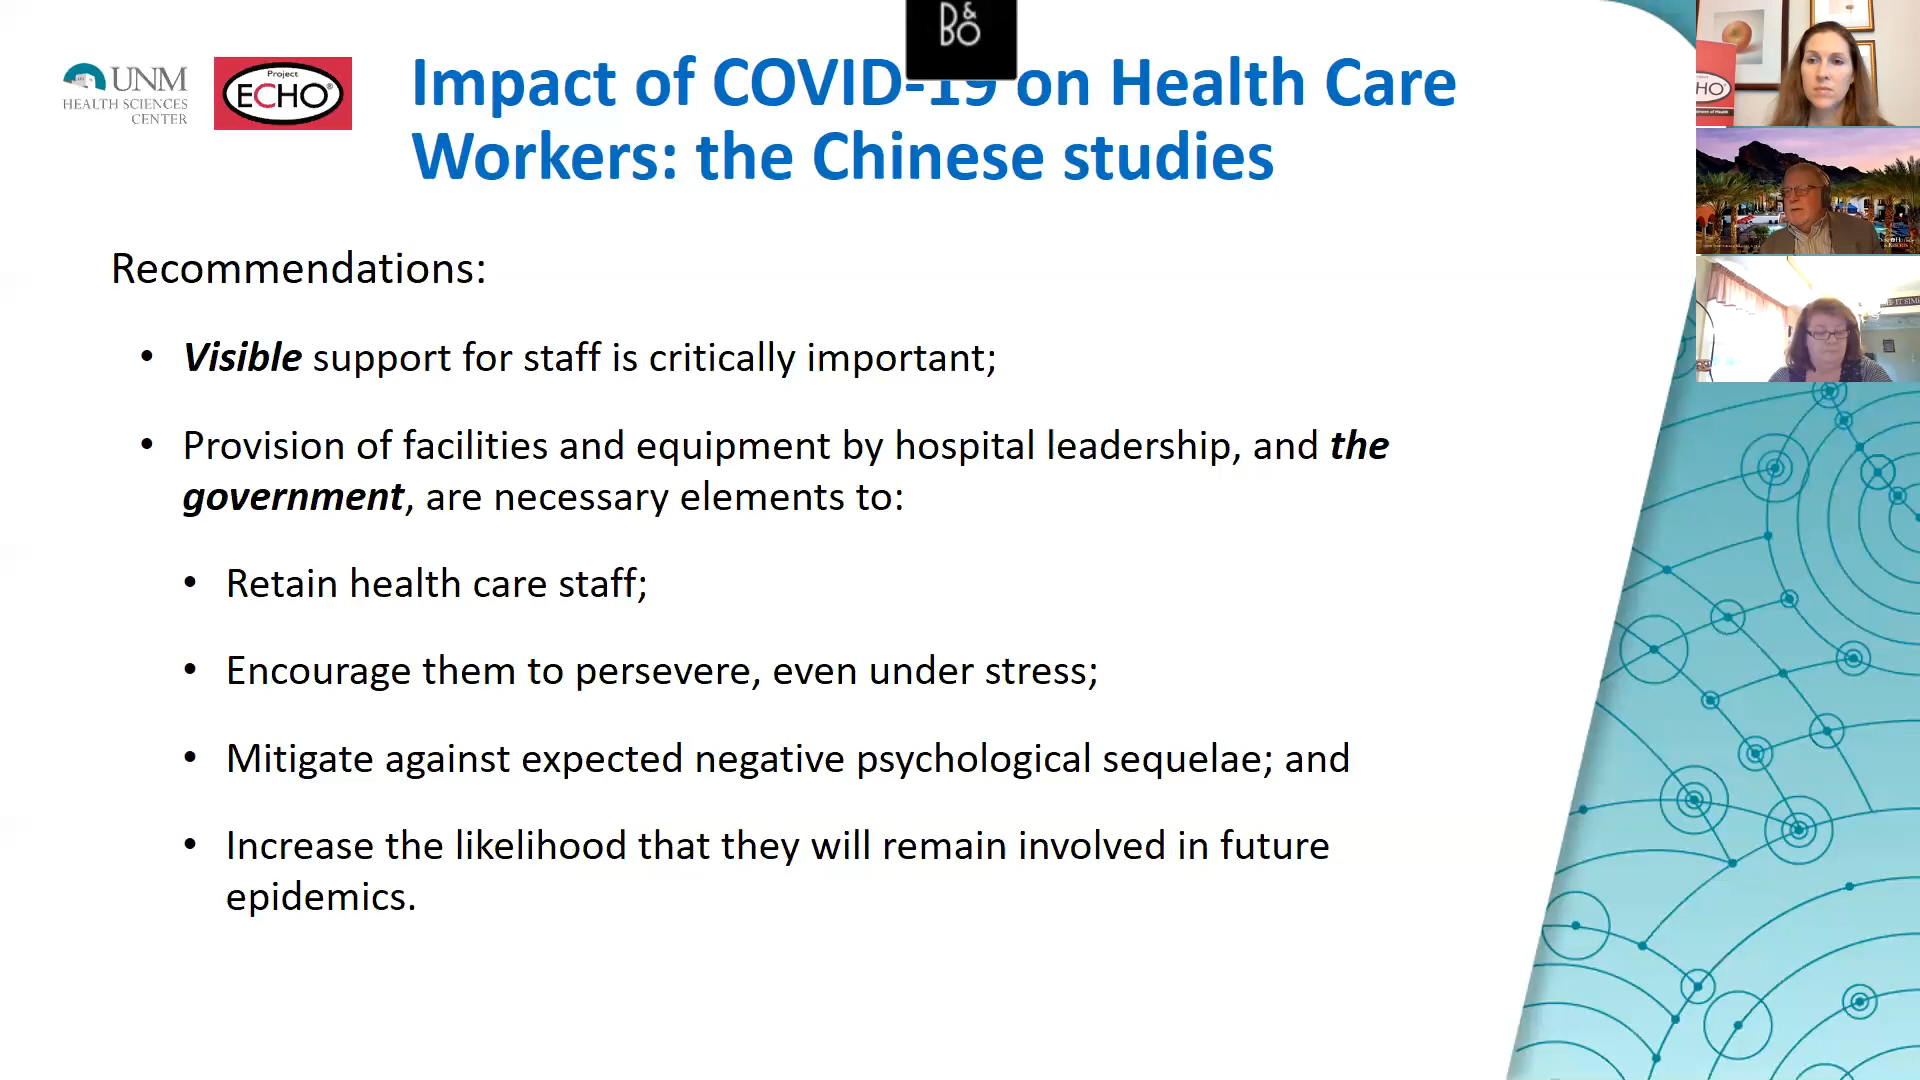 B&O
UNM
HEALTH SCIENCES
CENTER
Project
ECHO®
Impact of COVID-19 on Health Care
Workers: the Chinese studies
Recommendations:
• Visible support for staff is critically important;
• Provision of facilities and equipment by hospital leadership, and the
government, are necessary elements to:
• Retain health care staff;
• Encourage them to persevere, even under stress;
• Mitigate against expected negative psychological sequelae; and
• Increase the likelihood that they will remain involved in future
epidemics.
HO®
IT SIM